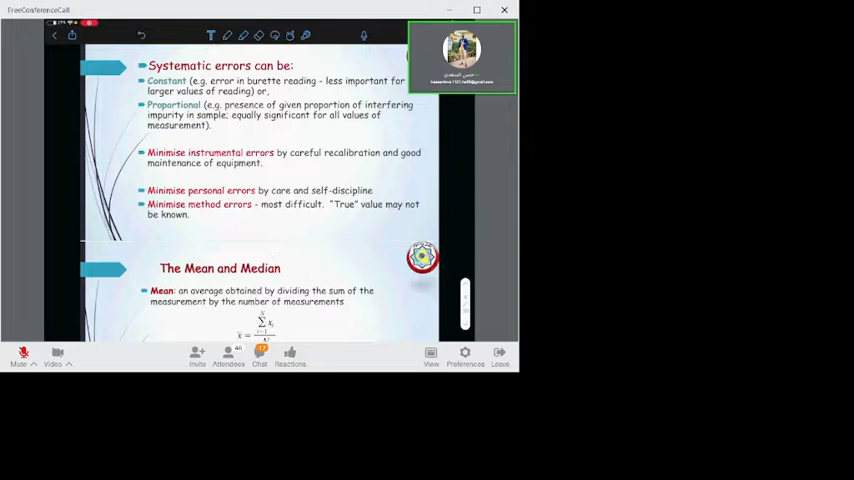 FreeConferenceCall
Systematic errors can be:
Constant (e.g. error in burette reading - less important for
larger values of reading) or,
Proportional (e.g. presence of given proportion of interfering
impurity in sample; equally significant for all values of
measurement).
Minimise instrumental errors by careful recalibration and good
maintenance of equipment.
Minimise personal errors by care and self-discipline
Minimise method errors - most difficult. "True" value may not
be known.
The Mean and Median
Mean: an average obtained by dividing the sum of the
measurement by the number of measurements
حسن السعدي
Mute Video Invite Attendees Chat Reactions View Preferences Leave